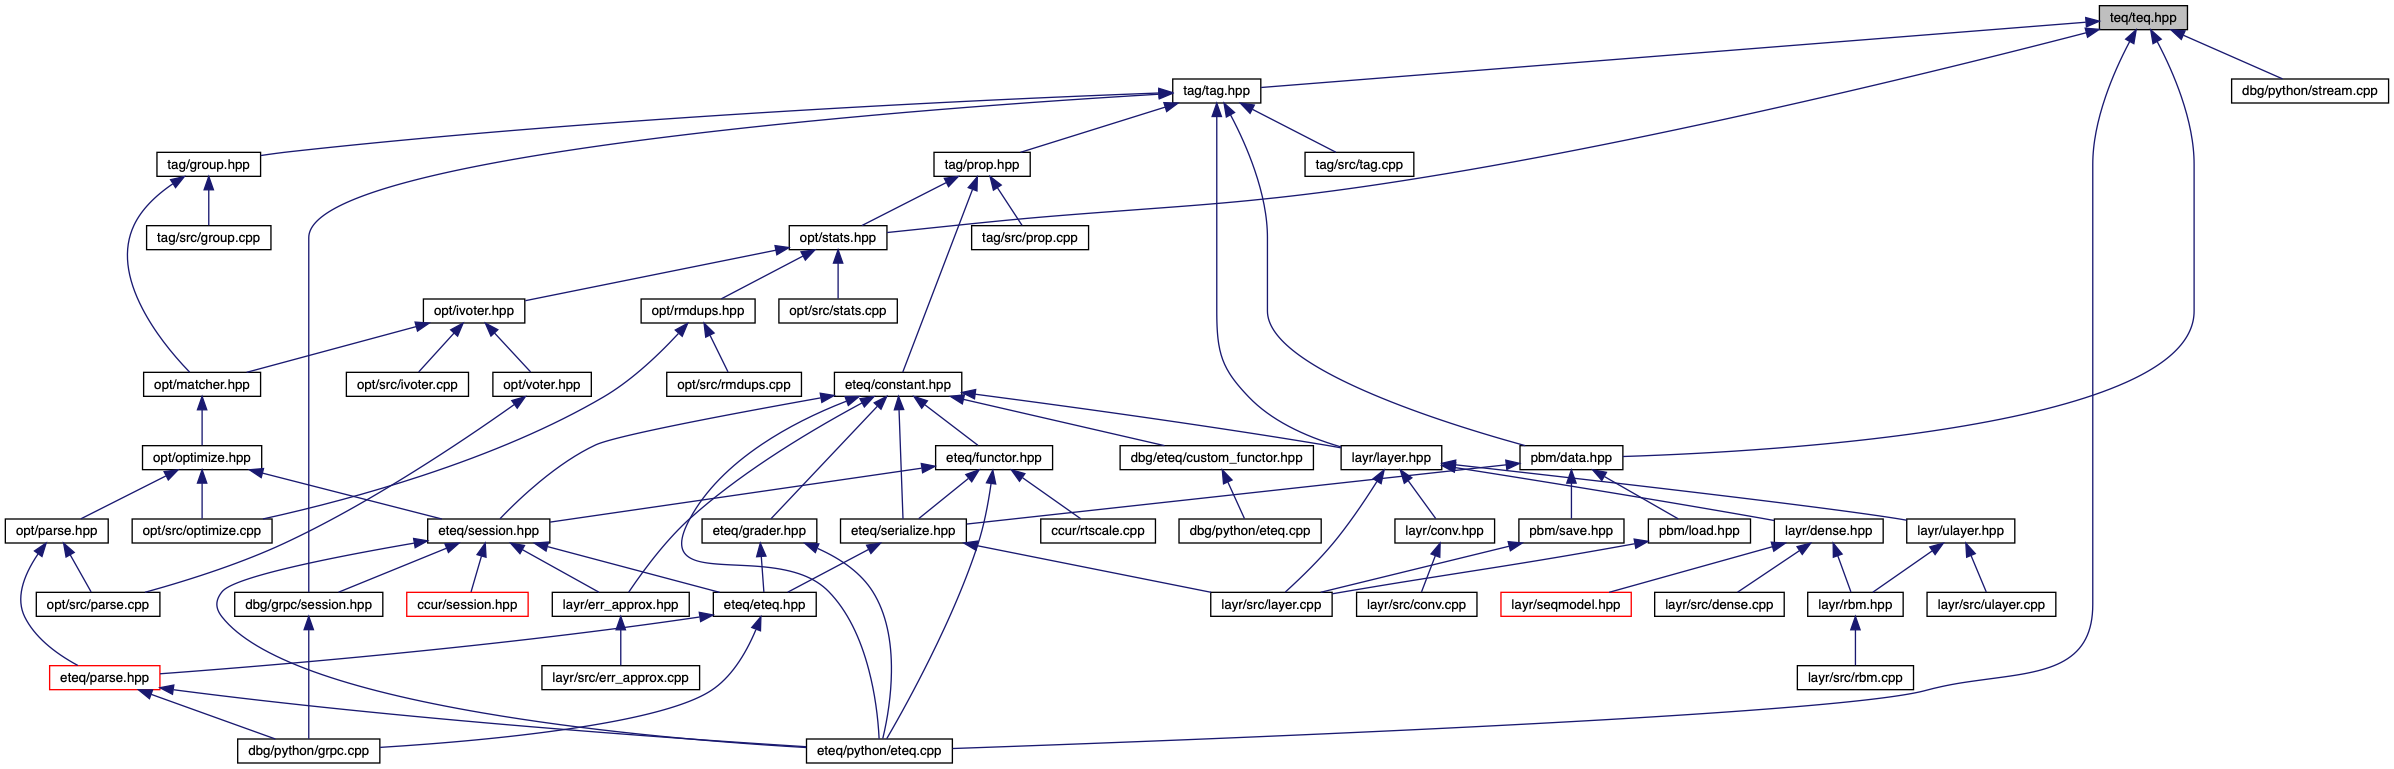 teq/teq.hpp
tag/tag.hpp
dbg/python/stream.cpp
tag/group.hpp
tag/prop.hpp
tag/src/tag.cpp
tag/src/group.cpp
opt/stats.hpp
tag/src/prop.cpp
opt/ivoter.hpp
opt/rmdups.hpp
opt/src/stats.cpp
opt/matcher.hpp
opt/src/ivoter.cpp
opt/voter.hpp
opt/src/rmdups.cpp
eteq/constant.hpp
opt/optimize.hpp
eteq/functor.hpp
dbg/eteq/custom_functor.hpp
layr/layer.hpp
pbm/data.hpp
opt/parse.hpp
opt/src/optimize.cpp
eteq/session.hpp
eteq/grader.hpp
eteq/serialize.hpp
ccur/rtscale.cpp
dbg/python/eteq.cpp
layr/conv.hpp
pbm/save.hpp
pbm/load.hpp
layr/dense.hpp
layr/ulayer.hpp
opt/src/parse.cpp
dbg/grpc/session.hpp
ccur/session.hpp
layr/err_approx.hpp
eteq/eteq.hpp
layr/src/layer.cpp
layr/src/conv.cpp
layr/seqmodel.hpp
layr/src/dense.cpp
layr/rbm.hpp
layr/src/ulayer.cpp
eteq/parse.hpp
layr/src/err_approx.cpp
layr/src/rbm.cpp
dbg/python/grpc.cpp
eteq/python/eteq.cpp